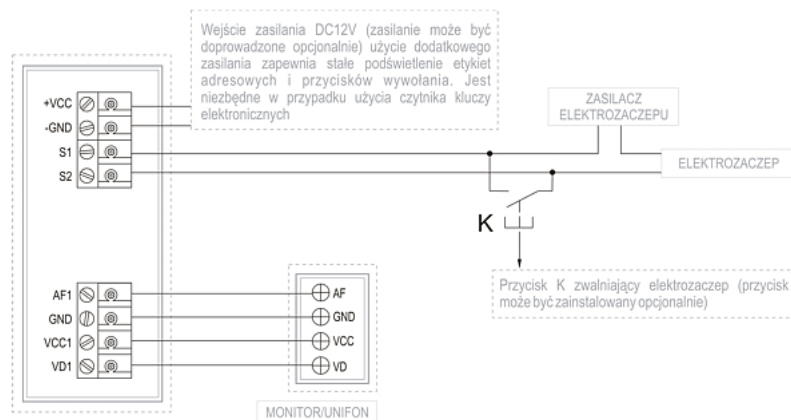 Wejście zasilania DC12V (zasilanie może być
doprowadzone opcjonalnie) użycie dodatkowego
zasilania zapewnia stałe podświetlenie etykiet
adresowych i przycisków wywołania. Jest
niezbędne w przypadku użycia czytnika kluczy
elektronicznych
+VCC
-GND
S1
S2
ZASILACZ
ELEKTROZACZEPU
ELEKTROZACZEP
K
Przycisk K zwalniający elektrozaczep (przycisk
może być zainstalowany opcjonalnie)
AF1
GND
VCC1
VD1
AF
GND
VCC
VD
MONITOR/UNIFON